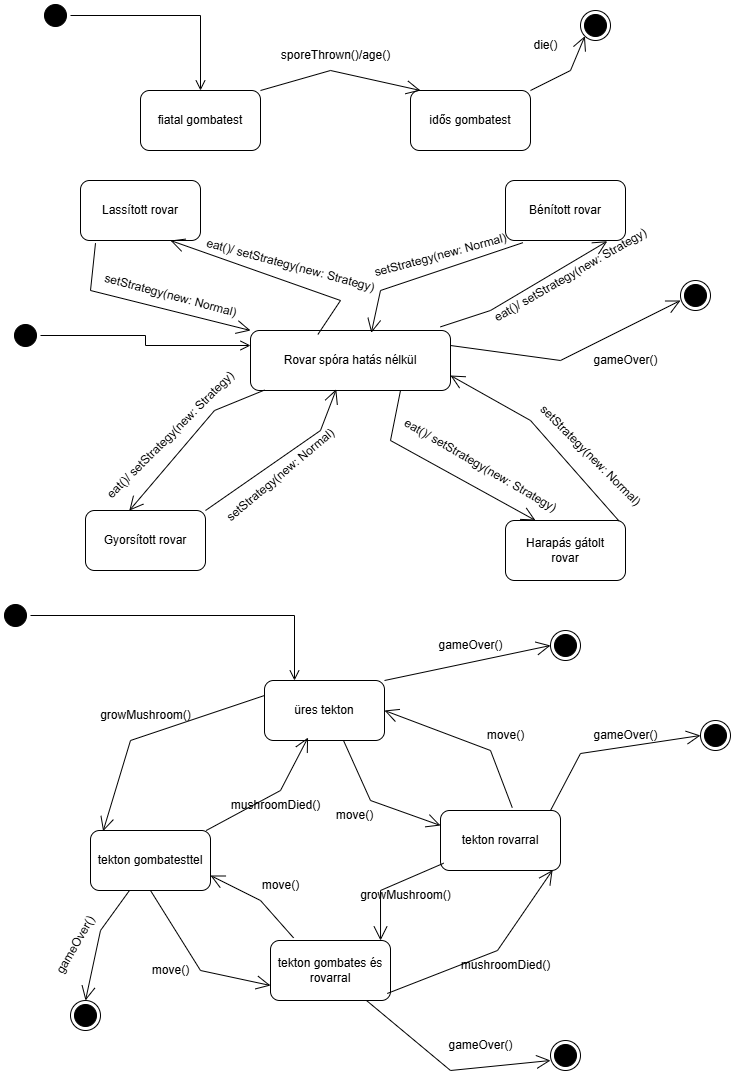 sporeThrown()/age()
die()
fiatal gombatest
idős gombatest
Lassított rovar
Bénított rovar
eat()/ setStrategy(new: Strategy)
setStrategy(new: Normal)
eat()/ setStrategy(new: Strategy)
setStrategy(new: Normal)
Rovar spóra hatás nélkül
gameOver()
eat()/ setStrategy(new: Strategy)
setStrategy(new: Normal)
eat()/ setStrategy(new: Strategy)
setStrategy(new: Normal)
Gyorsított rovar
Harapás gátolt
rovar
gameOver()
üres tekton
growMushroom()
move()
gameOver()
mushroomDied()
move()
tekton gombatesttel
tekton rovarral
move()
growMushroom()
gameOver()
move()
tekton gombates és
rovarral
mushroomDied()
gameOver()